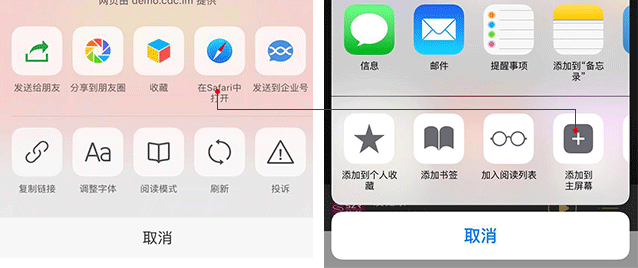 网页由 demo.cdc.im 提供
发送给朋友
分享到朋友圈
收藏
在Safari中
打开
发送到企业号
复制链接
调整字体
阅读模式
刷新
投诉
取消
信息
邮件
提醒事项
添加到“备忘
录”
添加到个人收
藏
添加书签
加入阅读列表
添加到
主屏幕
取消